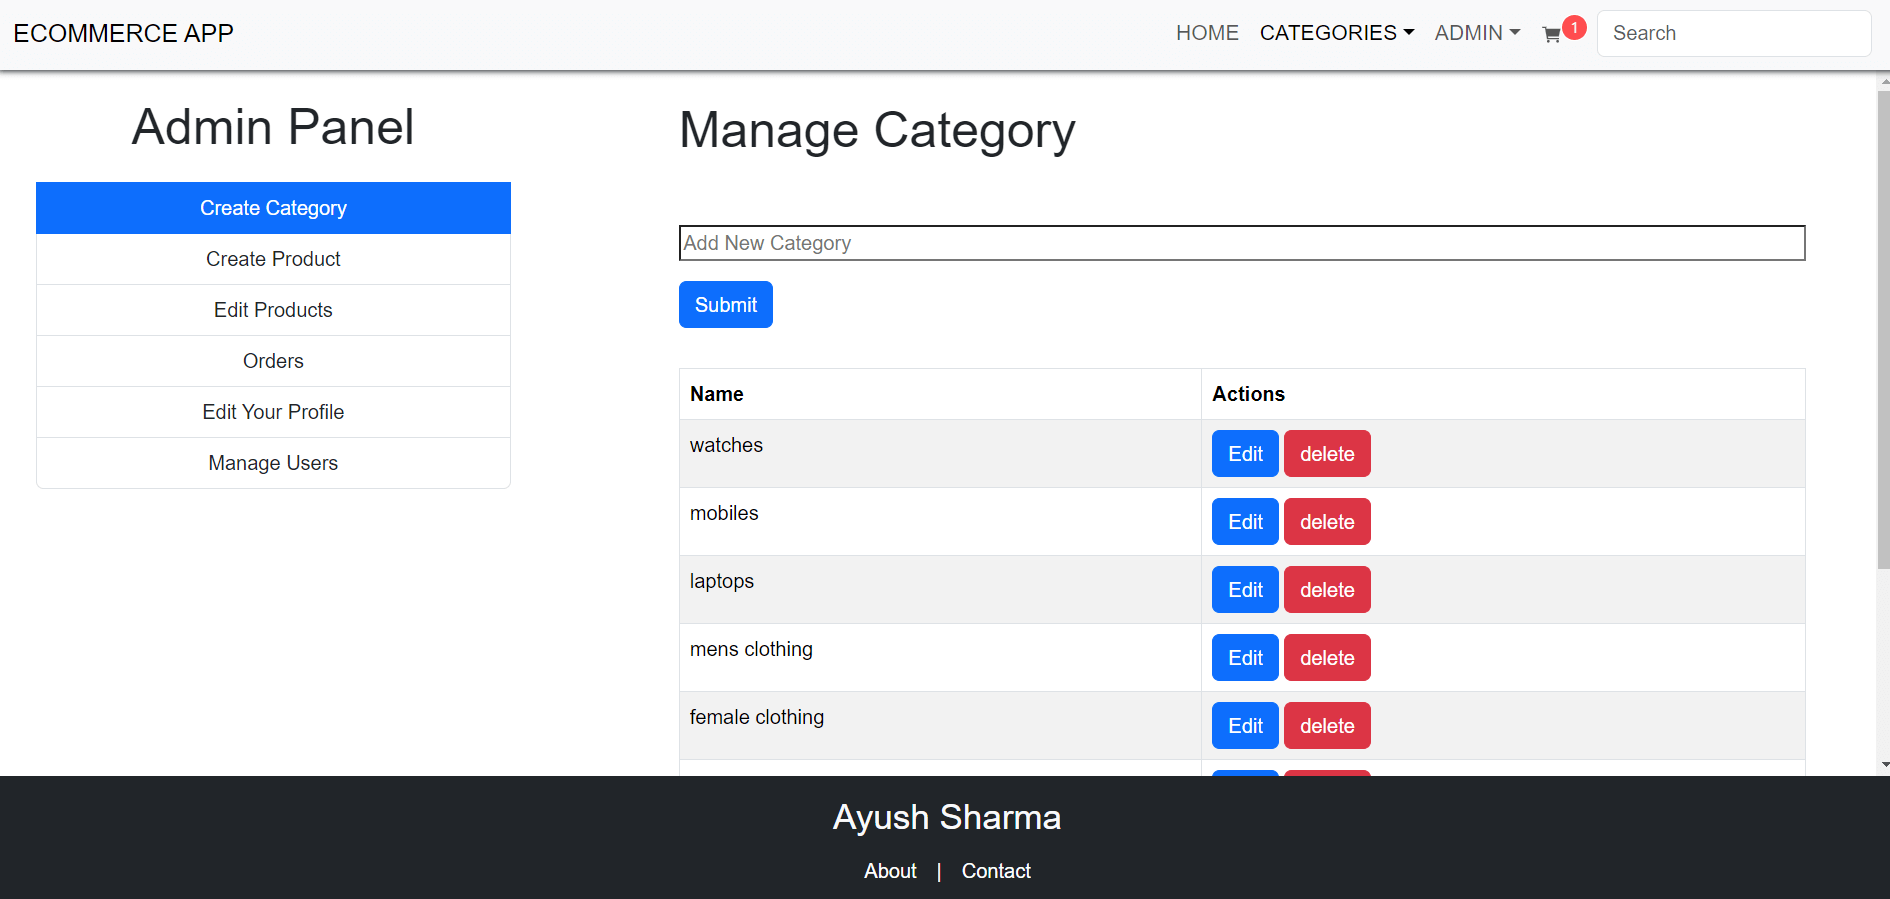 ECOMMERCE APP
HOME CATEGORIES ADMIN 1 Search
Admin Panel
Create Category
Create Product
Edit Products
Orders
Edit Your Profile
Manage Users
Manage Category
Add New Category
Submit
Name Actions
watches Edit delete
mobiles Edit delete
laptops Edit delete
mens clothing Edit delete
female clothing Edit delete
Ayush Sharma
About | Contact